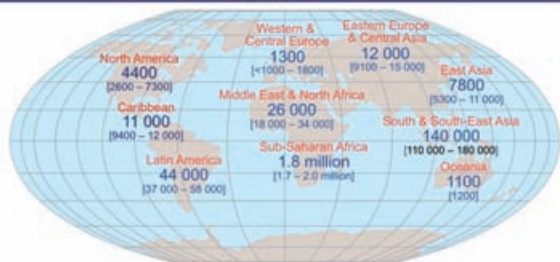 Western &
Central Europe
1300
[<1000 – 1800]
Eastern Europe
& Central Asia
12 000
[9100 – 15 000]
North America
4400
[2600 – 7300]
East Asia
7800
[5300 – 11 000]
Middle East & North Africa
26 000
[18 000 – 34 000]
Caribbean
11 000
[9400 – 12 000]
South & South-East Asia
140 000
[110 000 – 180 000]
Sub-Saharan Africa
1.8 million
[1.7 – 2.0 million]
Latin America
44 000
[37 000 – 58 000]
Oceania
1100
[1200]